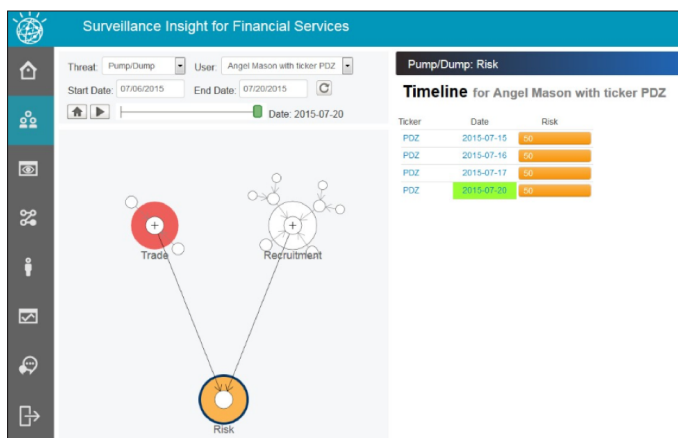 Surveillance Insight for Financial Services
Threat: Pump/Dump User: Angel Mason with ticker PDZ
Start Date: 07/06/2015 End Date: 07/20/2015
Date: 2015-07-20
Trade
Recruitment
Risk
Pump/Dump: Risk
Timeline for Angel Mason with ticker PDZ
Ticker Date Risk
PDZ 2015-07-15 50
PDZ 2015-07-16 50
PDZ 2015-07-17 50
PDZ 2015-07-20 50